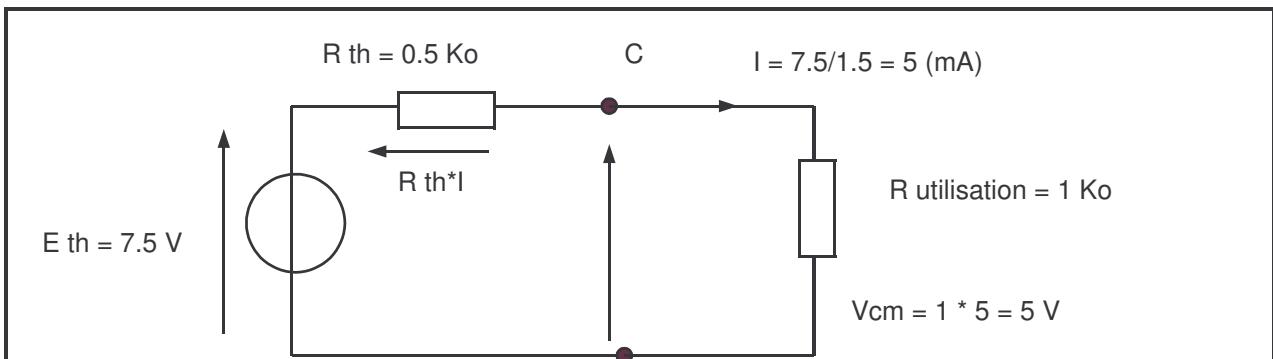 R th = 0.5 Ko
C
I = 7.5/1.5 = 5 (mA)
R th*I
R utilisation = 1 Ko
E th = 7.5 V
Vcm = 1 * 5 = 5 V